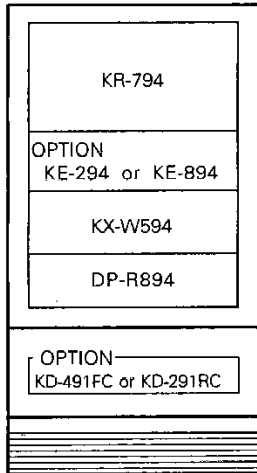 KR-794
OPTION
KE-294 or KE-894
KX-W594
DP-R894
OPTION
KD-491FC or KD-291RC